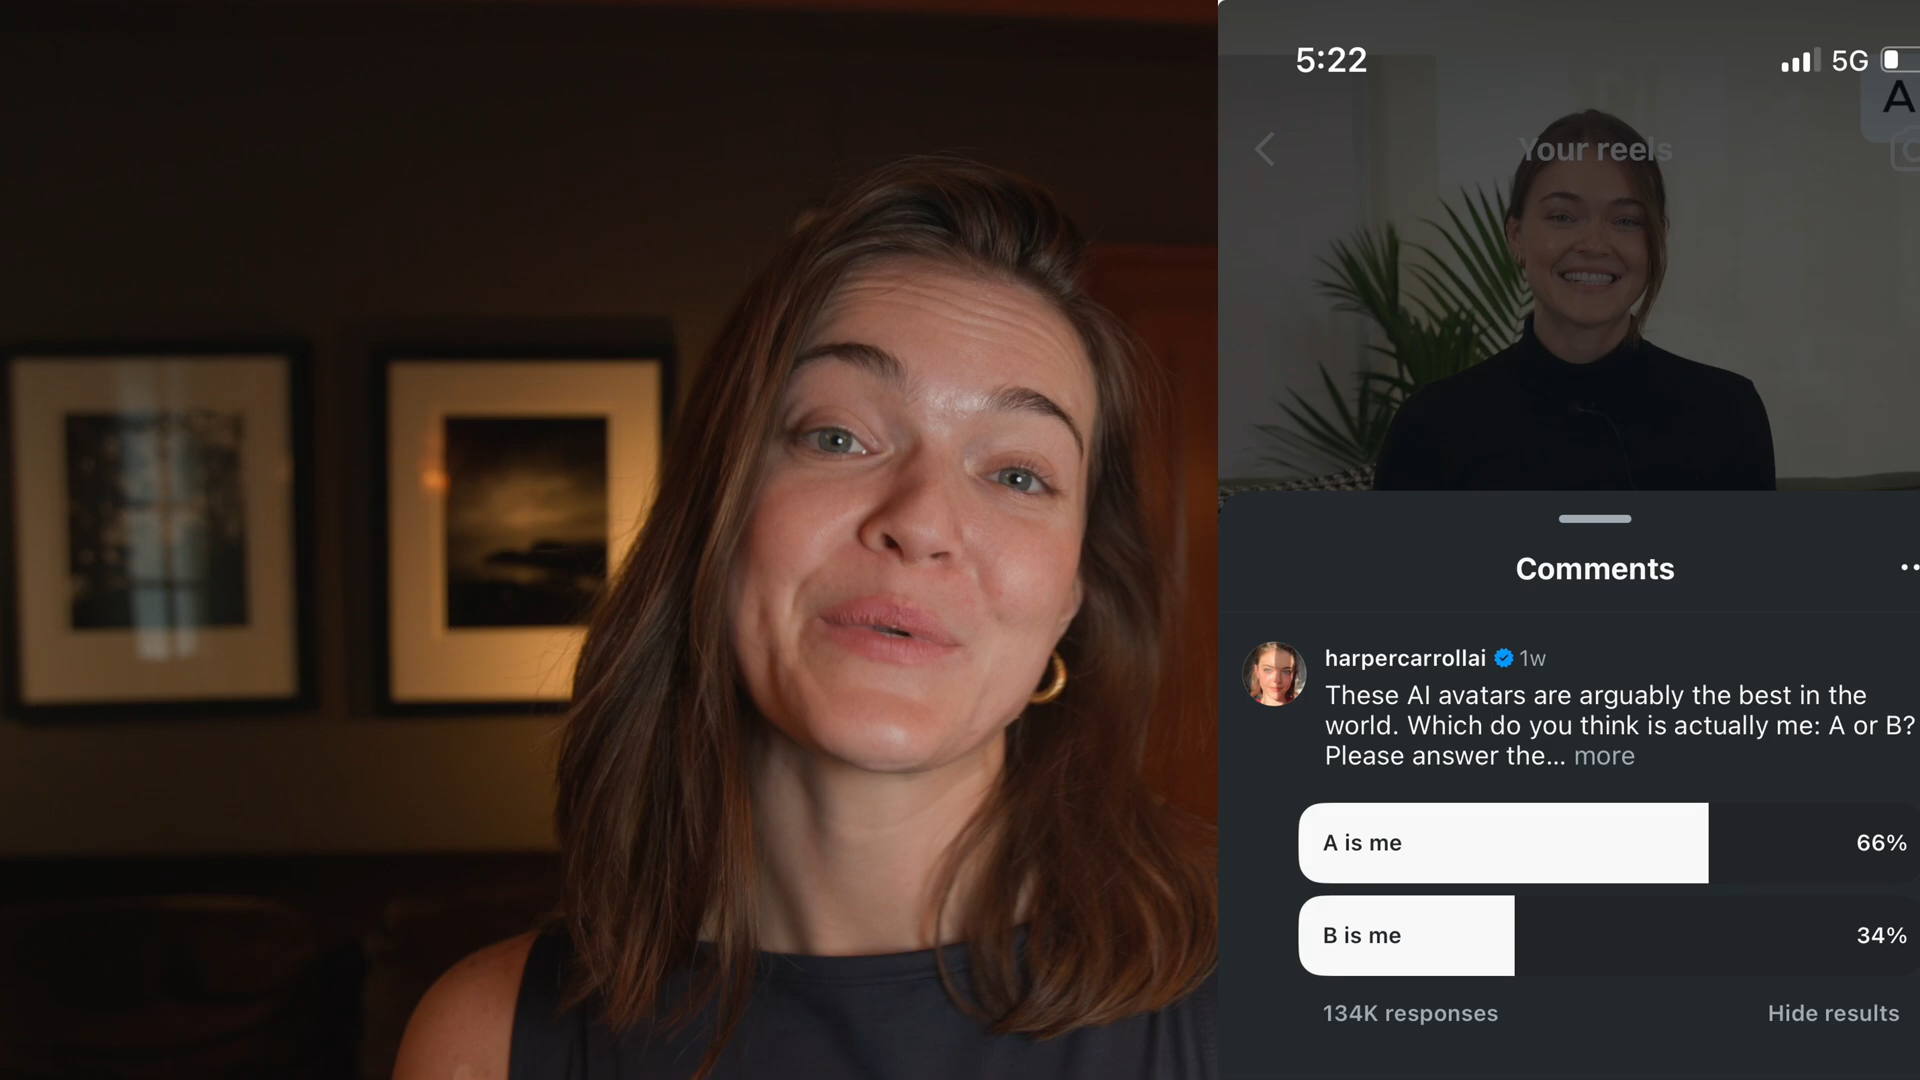 5:22
5G
A
Your reels
Comments
harpercarrollai 1w
These AI avatars are arguably the best in the
world. Which do you think is actually me: A or B?
Please answer the... more
A is me 66%
B is me 34%
134K responses
Hide results